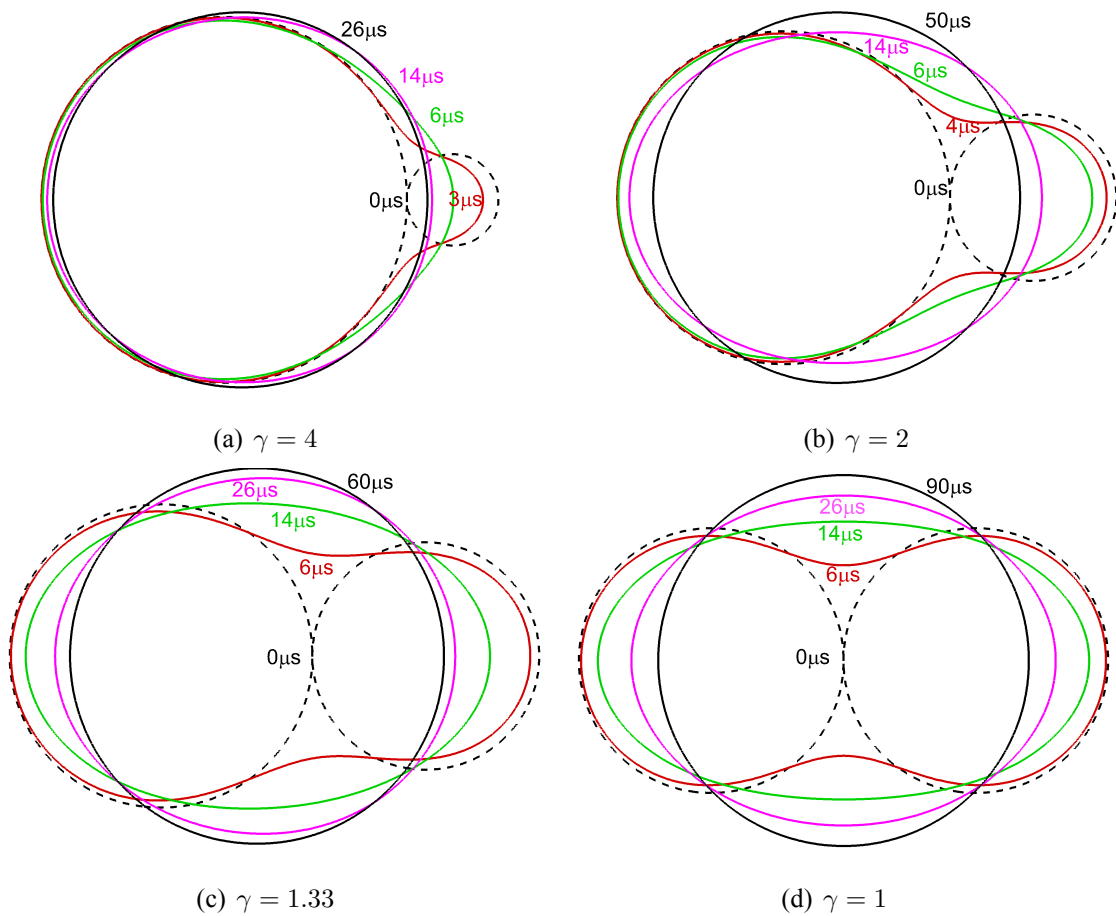 26μs
14μs
6μs
0μs
3μs
(a) γ = 4
50μs
14μs
6μs
4μs
0μs
(b) γ = 2
60μs
26μs
14μs
6μs
0μs
(c) γ = 1.33
90μs
26μs
14μs
6μs
0μs
(d) γ = 1